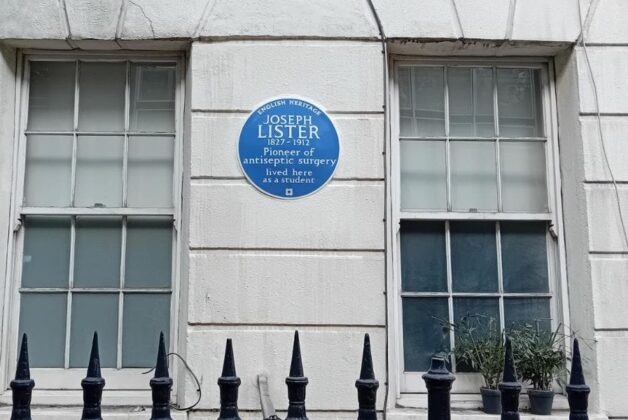 ENGLISH HERITAGE
JOSEPH
LISTER
1827-1912
Pioneer of
antiseptic surgery
lived here
as a student